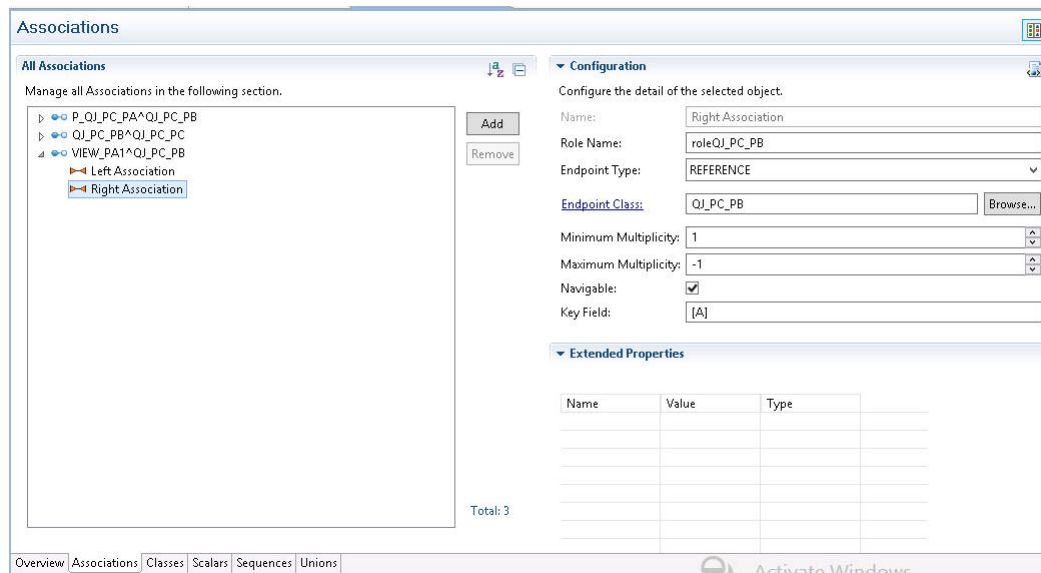 Associations
All Associations
Manage all Associations in the following section.
P_QJ_PC_PA^QJ_PC_PB
QJ_PC_PB^QJ_PC_PC
VIEW_PA1^QJ_PC_PB
Left Association
Right Association
Add
Remove
Total: 3
Configuration
Configure the detail of the selected object.
Name: Right Association
Role Name: roleQJ_PC_PB
Endpoint Type: REFERENCE
Endpoint Class: QJ_PC_PB Browse...
Minimum Multiplicity: 1
Maximum Multiplicity: -1
Navigable:
Key Field: [A]
Extended Properties
Name Value Type
Overview Associations Classes Scalars Sequences Unions
Activate Windows